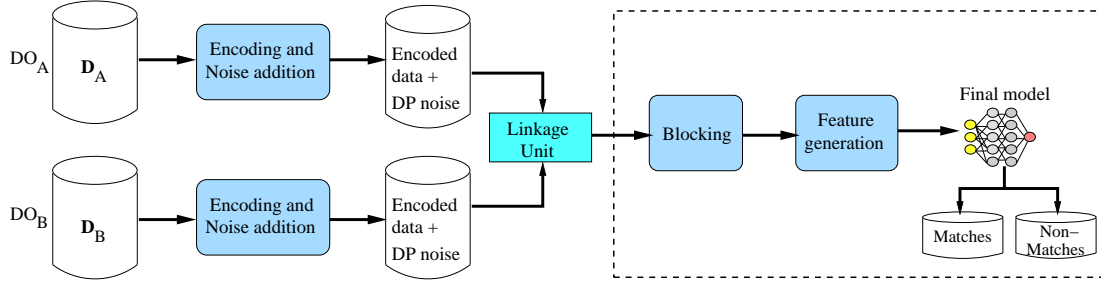 DO_A
D_A
Encoding and
Noise addition
Encoded
data +
DP noise
DO_B
D_B
Encoding and
Noise addition
Encoded
data +
DP noise
Linkage
Unit
Blocking
Feature
generation
Final model
Matches
Non–
Matches